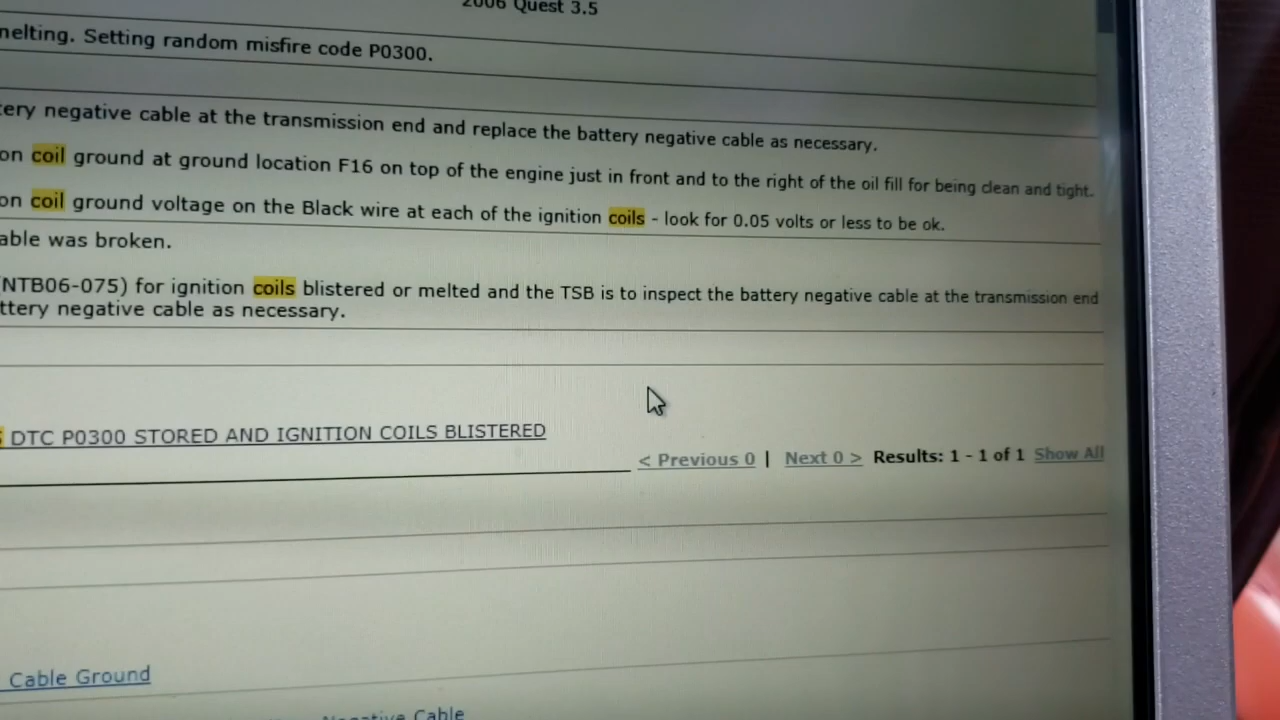 2006 Quest 3.5
melting. Setting random misfire code P0300.
tery negative cable at the transmission end and replace the battery negative cable as necessary.
on coil ground at ground location F16 on top of the engine just in front and to the right of the oil fill for being clean and tight.
on coil ground voltage on the Black wire at each of the ignition coils - look for 0.05 volts or less to be ok.
able was broken.
NTB06-075) for ignition coils blistered or melted and the TSB is to inspect the battery negative cable at the transmission end
ttery negative cable as necessary.
DTC P0300 STORED AND IGNITION COILS BLISTERED
< Previous 0 | Next 0 > Results: 1 - 1 of 1 Show All
Cable Ground
Negative Cable